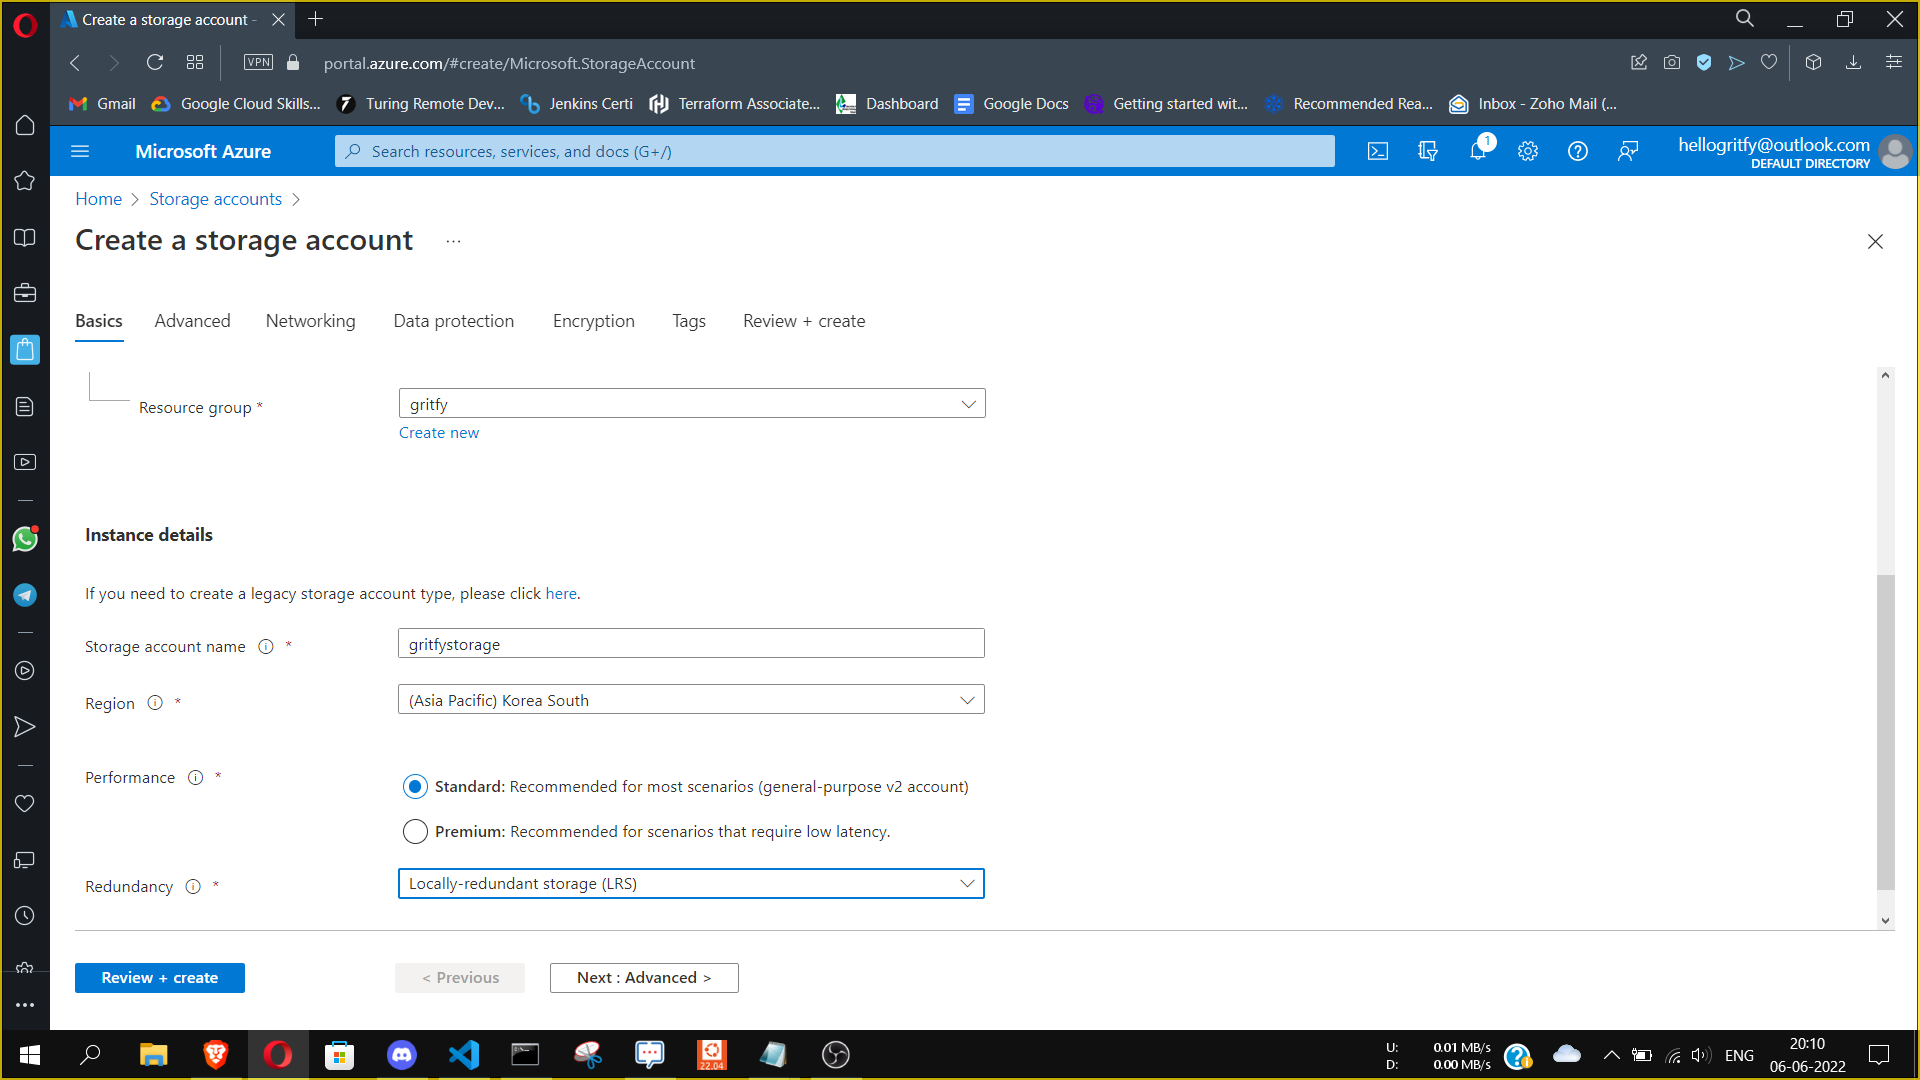 Create a storage account -
VPN
portal.azure.com/#create/Microsoft.StorageAccount
Gmail
Google Cloud Skills...
Turing Remote Dev...
Jenkins Certi
Terraform Associate...
Dashboard
Google Docs
Getting started wit...
Recommended Rea...
Inbox - Zoho Mail (...
Microsoft Azure
Search resources, services, and docs (G+/)
1
hellogritfy@outlook.com
DEFAULT DIRECTORY
Home > Storage accounts >
Create a storage account ...
Basics
Advanced
Networking
Data protection
Encryption
Tags
Review + create
Resource group *
gritfy
Create new
Instance details
If you need to create a legacy storage account type, please click here.
Storage account name *
gritfystorage
Region *
(Asia Pacific) Korea South
Performance *
Standard: Recommended for most scenarios (general-purpose v2 account)
Premium: Recommended for scenarios that require low latency.
Redundancy *
Locally-redundant storage (LRS)
Review + create
< Previous
Next : Advanced >
22.04
U: 0.01 MB/s
D: 0.00 MB/s
ENG
20:10
06-06-2022